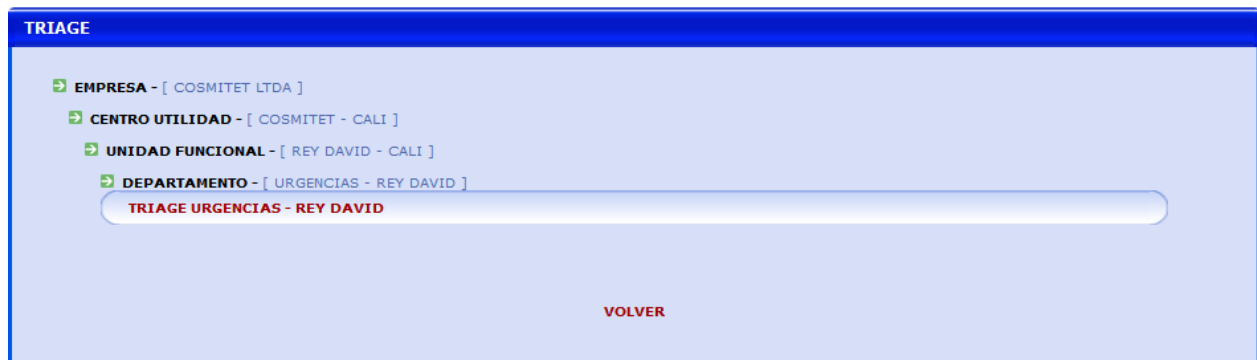 TRIAGE
EMPRESA - [ COSMITET LTDA ]
CENTRO UTILIDAD - [ COSMITET - CALI ]
UNIDAD FUNCIONAL - [ REY DAVID - CALI ]
DEPARTAMENTO - [ URGENCIAS - REY DAVID ]
TRIAGE URGENCIAS - REY DAVID
VOLVER